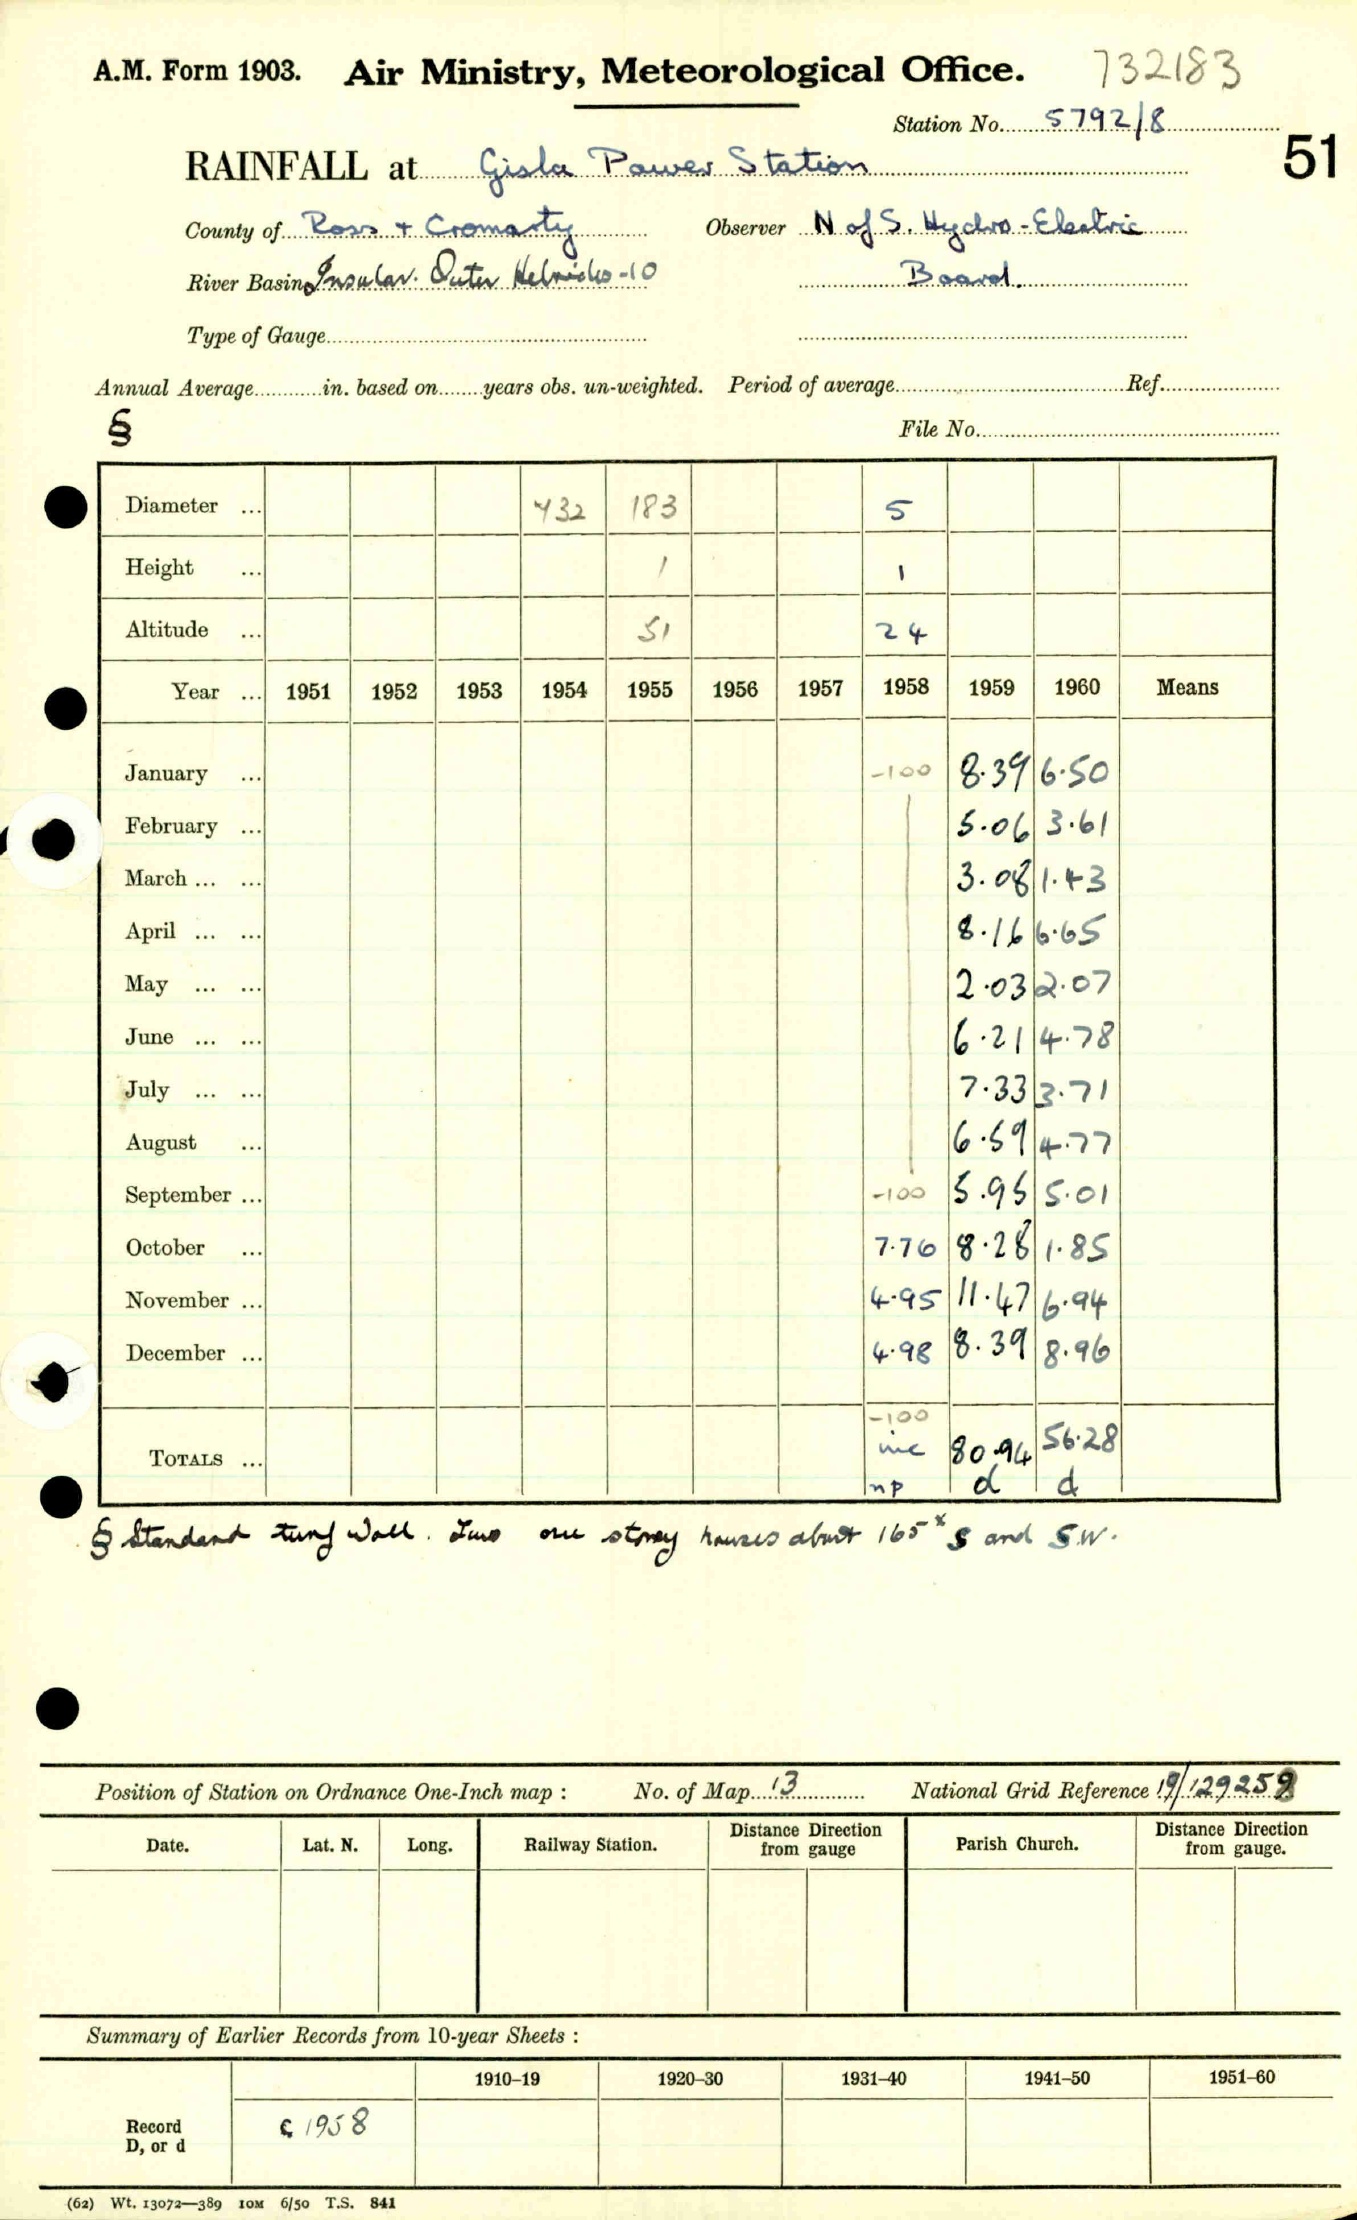 A.M. Form 1903. Air Ministry, Meteorological Office. 732183
Station No. 5792/8
51
RAINFALL at Gisla Power Station
County of Ross + Cromarty Observer N of S. Hydro-Electric
River Basin Insular. Outer Hebrides -10 Board.
Type of Gauge
Annual Average in. based on years obs. un-weighted. Period of average Ref.
§ File No.
Diameter ... 732 183 5
Height ... 1 1
Altitude ... 51 24
Year ... 1951 1952 1953 1954 1955 1956 1957 1958 1959 1960 Means
January ... -100 8.39 6.50
February ... 5.06 3.61
March ... ... 3.08 1.43
April ... ... 8.16 6.65
May ... ... 2.03 2.07
June ... ... 6.21 4.78
July ... ... 7.33 3.71
August ... 6.59 4.77
September ... -100 5.95 5.01
October ... 7.76 8.28 1.85
November ... 4.95 11.47 6.94
December ... 4.98 8.39 8.96
-100
TOTALS ... inc 80.94 56.28
np d d
§ Standard turf wall. Two one storey houses about 165x S and SW.
Position of Station on Ordnance One-Inch map : No. of Map 13 National Grid Reference 19/129258
Date. Lat. N. Long. Railway Station. Distance from Direction gauge Parish Church. Distance from Direction gauge.
Summary of Earlier Records from 10-year Sheets :
1910–19 1920–30 1931–40 1941–50 1951–60
Record
D, or d
c 1958
(62) Wt. 13072—389 10M 6/50 T.S. 841